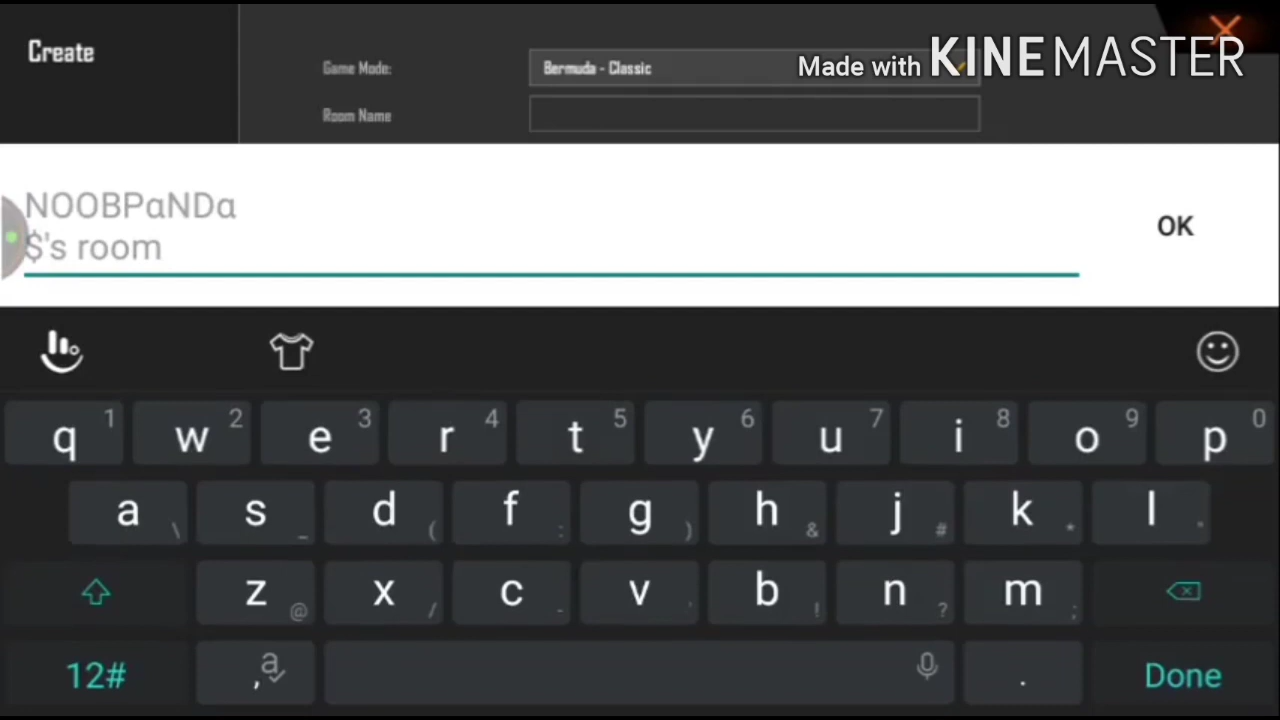 Create
Game Mode:
Bermuda - Classic
Made with KINEMASTER
Room Name
NOOBPαNDα
$'s room
OK
q 1 w 2 e 3 r 4 t 5 y 6 u 7 i 8 o 9 p 0
a \ s _ d ( f : g ) h & j # k * l "
z @ x / c - v ' b ! n ? m ;
12# , a . Done